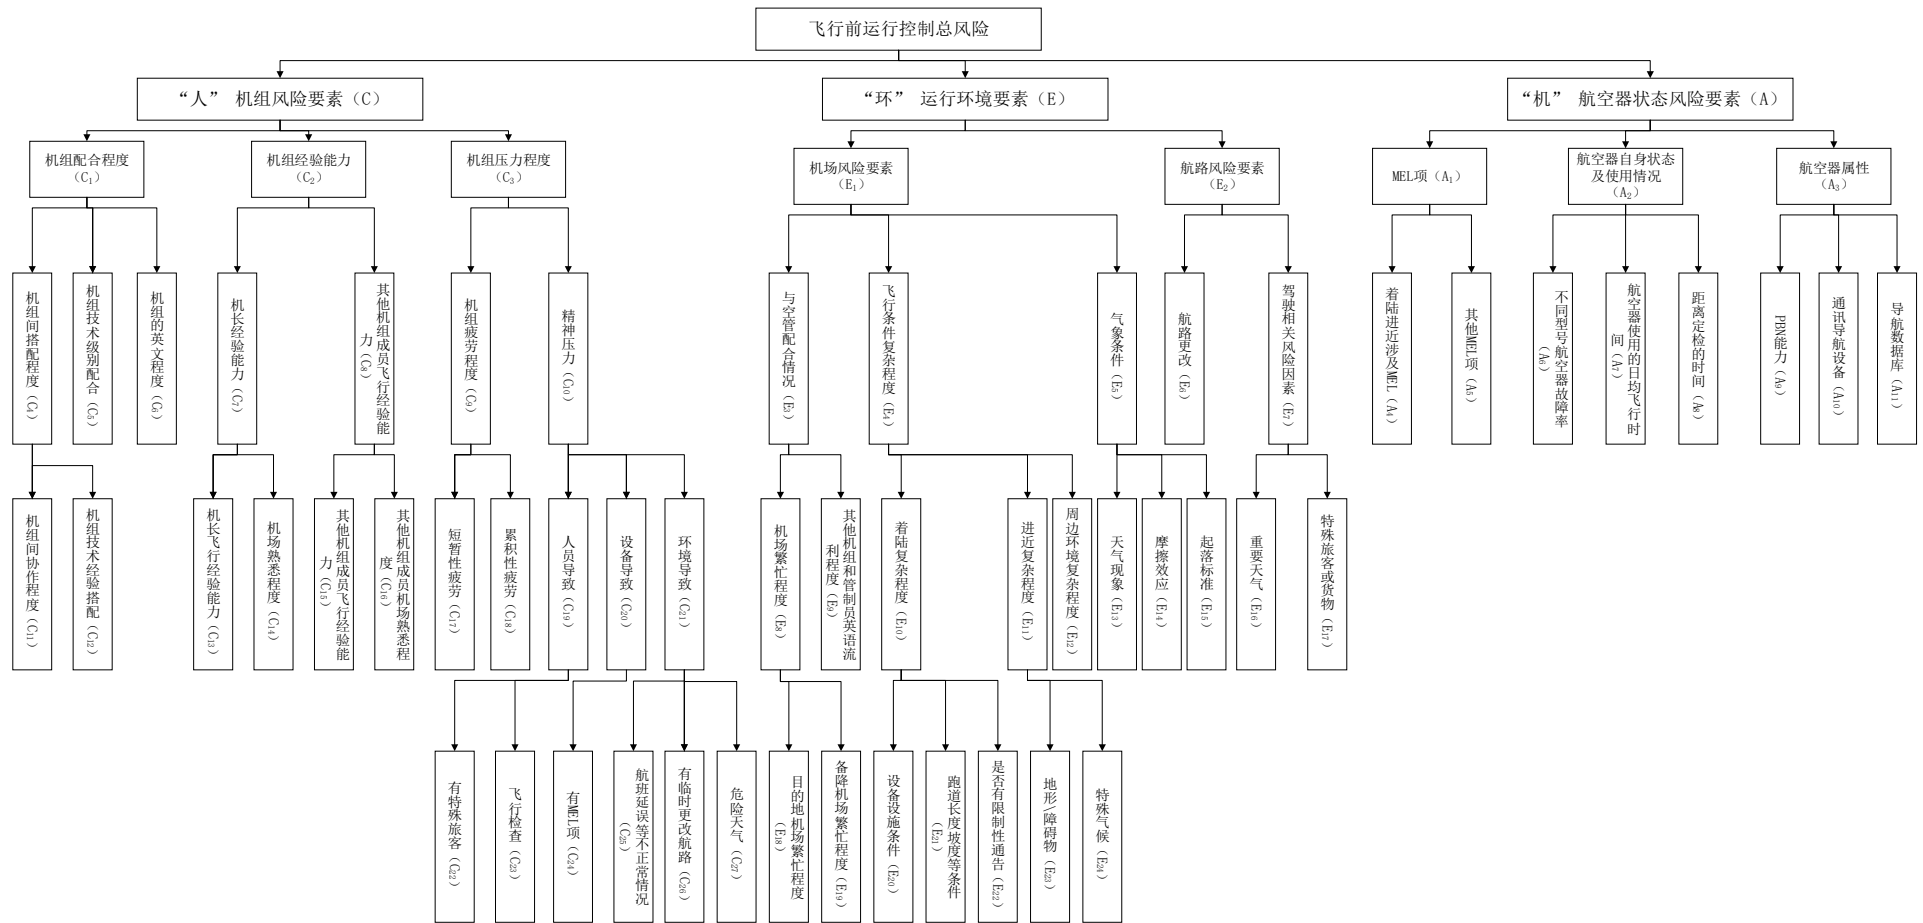 飞行前运行控制总风险
“人” 机组风险要素（C）
“环” 运行环境要素（E）
“机” 航空器状态风险要素（A）
机组配合程度
（C₁）
机组经验能力
（C₂）
机组压力程度
（C₃）
机场风险要素
（E₁）
航路风险要素
（E₂）
MEL项（A₁）
航空器自身状态
及使用情况
（A₂）
航空器属性
（A₃）
机组间搭配程度（C₄）
机组技术级别配合（C₅）
机组的英文程度（C₆）
机长经验能力（C₇）
其他机组成员飞行经验能
力（C₈）
机组疲劳程度（C₉）
精神压力（C₁₀）
与空管配合情况（E₃）
飞行条件复杂程度（E₄）
气象条件（E₅）
航路更改（E₆）
驾驶相关风险因素（E₇）
着陆进近涉及MEL（A₄）
其他MEL项（A₅）
不同型号航空器故障率
（A₆）
航空器使用的日均飞行时
间（A₇）
距离定检的时间（A₈）
PBN能力（A₉）
通讯导航设备（A₁₀）
导航数据库（A₁₁）
机组间协作程度（C₁₁）
机组技术经验搭配（C₁₂）
机长飞行经验能力（C₁₃）
机场熟悉程度（C₁₄）
其他机组成员飞行经验能
力（C₁₅）
其他机组成员机场熟悉程
度（C₁₆）
短暂性疲劳（C₁₇）
累积性疲劳（C₁₈）
人员导致（C₁₉）
设备导致（C₂₀）
环境导致（C₂₁）
机场繁忙程度（E₈）
其他机组和管制员英语流
利程度（E₉）
着陆复杂程度（E₁₀）
进近复杂程度（E₁₁）
周边环境复杂程度（E₁₂）
天气现象（E₁₃）
摩擦效应（E₁₄）
起落标准（E₁₅）
重要天气（E₁₆）
特殊旅客或货物（E₁₇）
有特殊旅客（C₂₂）
飞行检查（C₂₃）
有MEL项（C₂₄）
航班延误等不正常情况
（C₂₅）
有临时更改航路（C₂₆）
危险天气（C₂₇）
目的地机场繁忙程度
（E₁₈）
备降机场繁忙程度（E₁₉）
设备设施条件（E₂₀）
跑道长度坡度等条件
（E₂₁）
是否有限制性通告（E₂₂）
地形\障碍物（E₂₃）
特殊气候（E₂₄）